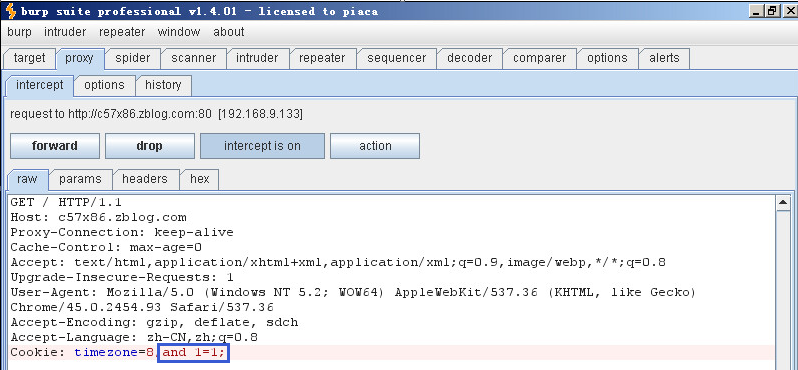 burp suite professional v1.4.01 - licensed to piaca
burp intruder repeater window about
target proxy spider scanner intruder repeater sequencer decoder comparer options alerts
intercept options history
request to http://c57x86.zblog.com:80 [192.168.9.133]
forward drop intercept is on action
raw params headers hex
GET / HTTP/1.1
Host: c57x86.zblog.com
Proxy-Connection: keep-alive
Cache-Control: max-age=0
Accept: text/html,application/xhtml+xml,application/xml;q=0.9,image/webp,*/*;q=0.8
Upgrade-Insecure-Requests: 1
User-Agent: Mozilla/5.0 (Windows NT 5.2; WOW64) AppleWebKit/537.36 (KHTML, like Gecko)
Chrome/45.0.2454.93 Safari/537.36
Accept-Encoding: gzip, deflate, sdch
Accept-Language: zh-CN,zh;q=0.8
Cookie: timezone=8,and 1=1;